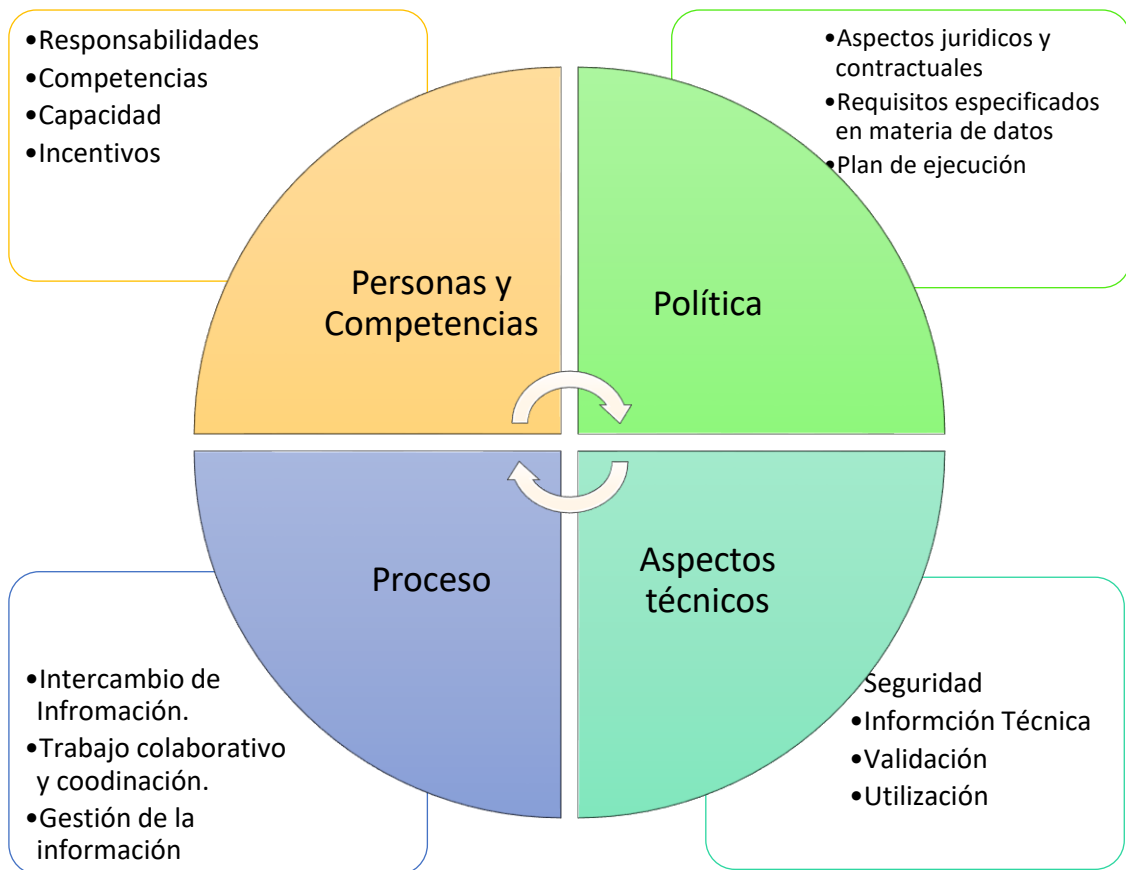 •Responsabilidades
•Competencias
•Capacidad
•Incentivos
•Aspectos juridicos y
contractuales
•Requisitos especificados
en materia de datos
•Plan de ejecución
Personas y
Competencias
Política
Proceso
Aspectos
técnicos
•Intercambio de
Infromación.
•Trabajo colaborativo
y coodinación.
•Gestión de la
información
Seguridad
•Informción Técnica
•Validación
•Utilización